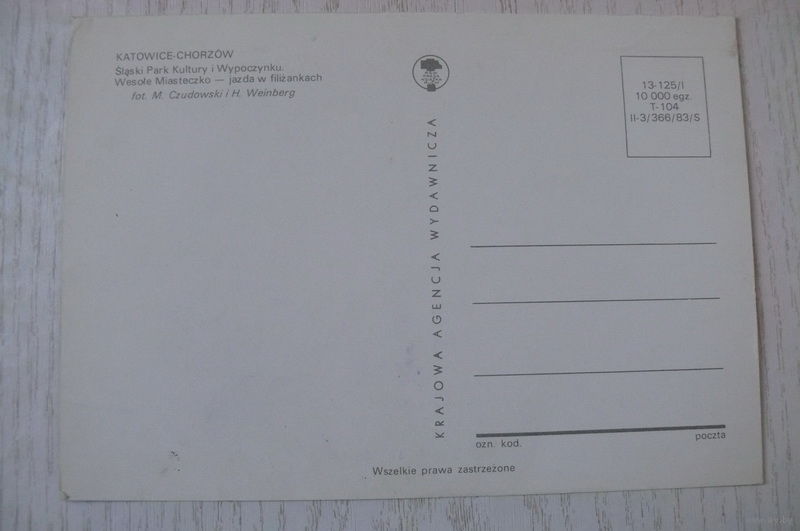 KATOWICE-CHORZÓW
Śląski Park Kultury i Wypoczynku.
Wesołe Miasteczko — jazda w filiżankach
fot. M. Czudowski i H. Weinberg
KRAJOWA AGENCJA WYDAWNICZA
13-125/I
10 000 egz.
T-104
II-3/366/83/S
ozn. kod.
poczta
Wszelkie prawa zastrzeżone